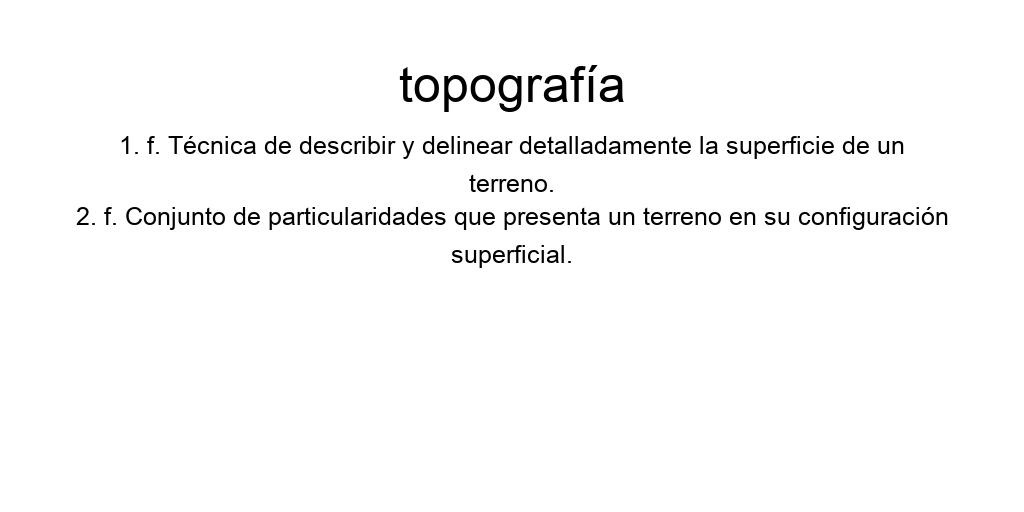 topografía
1. f. Técnica de describir y delinear detalladamente la superficie de un
terreno.
2. f. Conjunto de particularidades que presenta un terreno en su configuración
superficial.